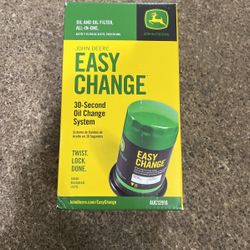 OIL AND OIL FILTER,
ALL-IN-ONE.
JOHN DEERE
JOHN DEERE
EASY
CHANGE
30-Second
Oil Change
System
TWIST.
LOCK.
DONE.
EASY
CHANGE
JohnDeere.com/EasyChange
AUC12916